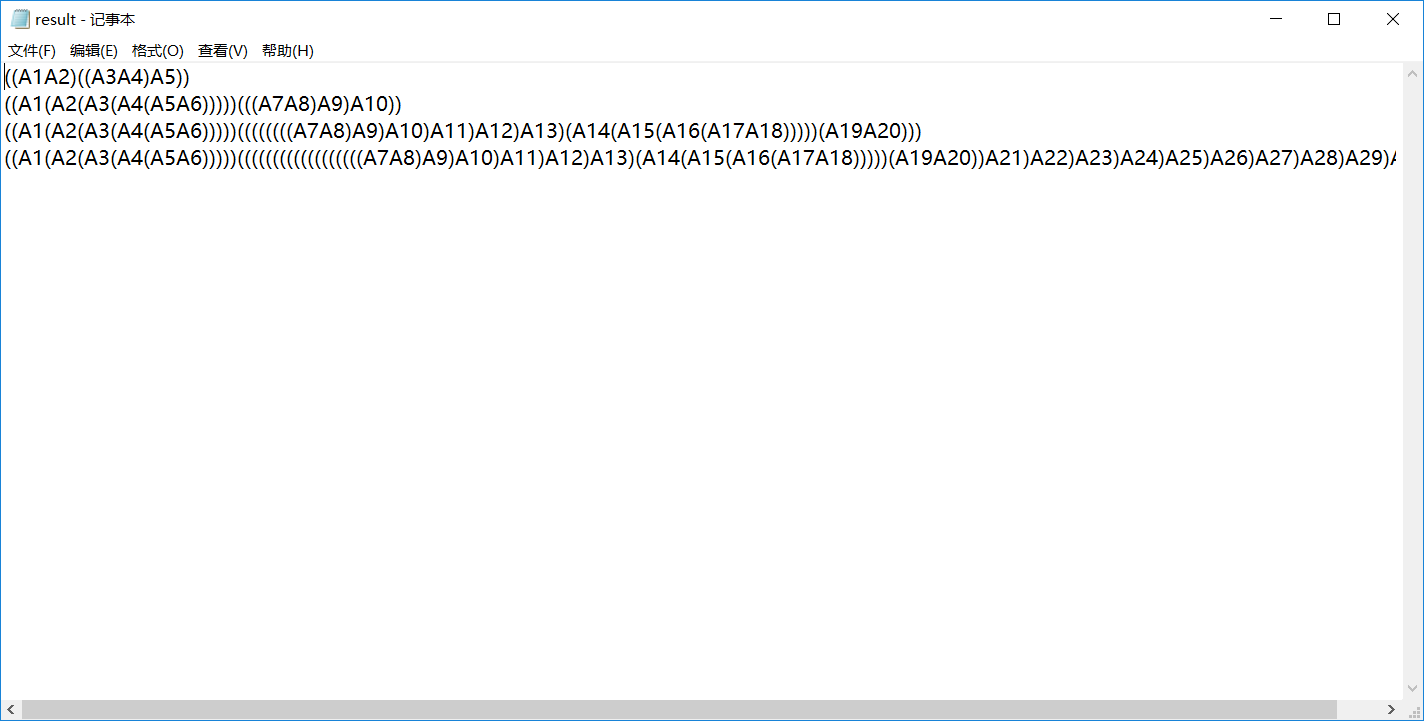 result - 记事本
文件(F) 编辑(E) 格式(O) 查看(V) 帮助(H)
((A1A2)((A3A4)A5))
((A1(A2(A3(A4(A5A6)))))(((A7A8)A9)A10))
((A1(A2(A3(A4(A5A6)))))((((((((A7A8)A9)A10)A11)A12)A13)(A14(A15(A16(A17A18)))))(A19A20)))
((A1(A2(A3(A4(A5A6)))))((((((((((((((((((A7A8)A9)A10)A11)A12)A13)(A14(A15(A16(A17A18)))))(A19A20))A21)A22)A23)A24)A25)A26)A27)A28)A29)